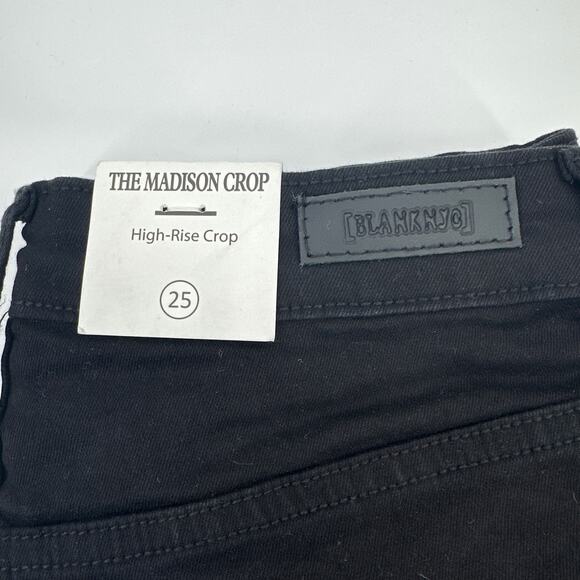 THE MADISON CROP
High-Rise Crop
25
[BLANKNYC]